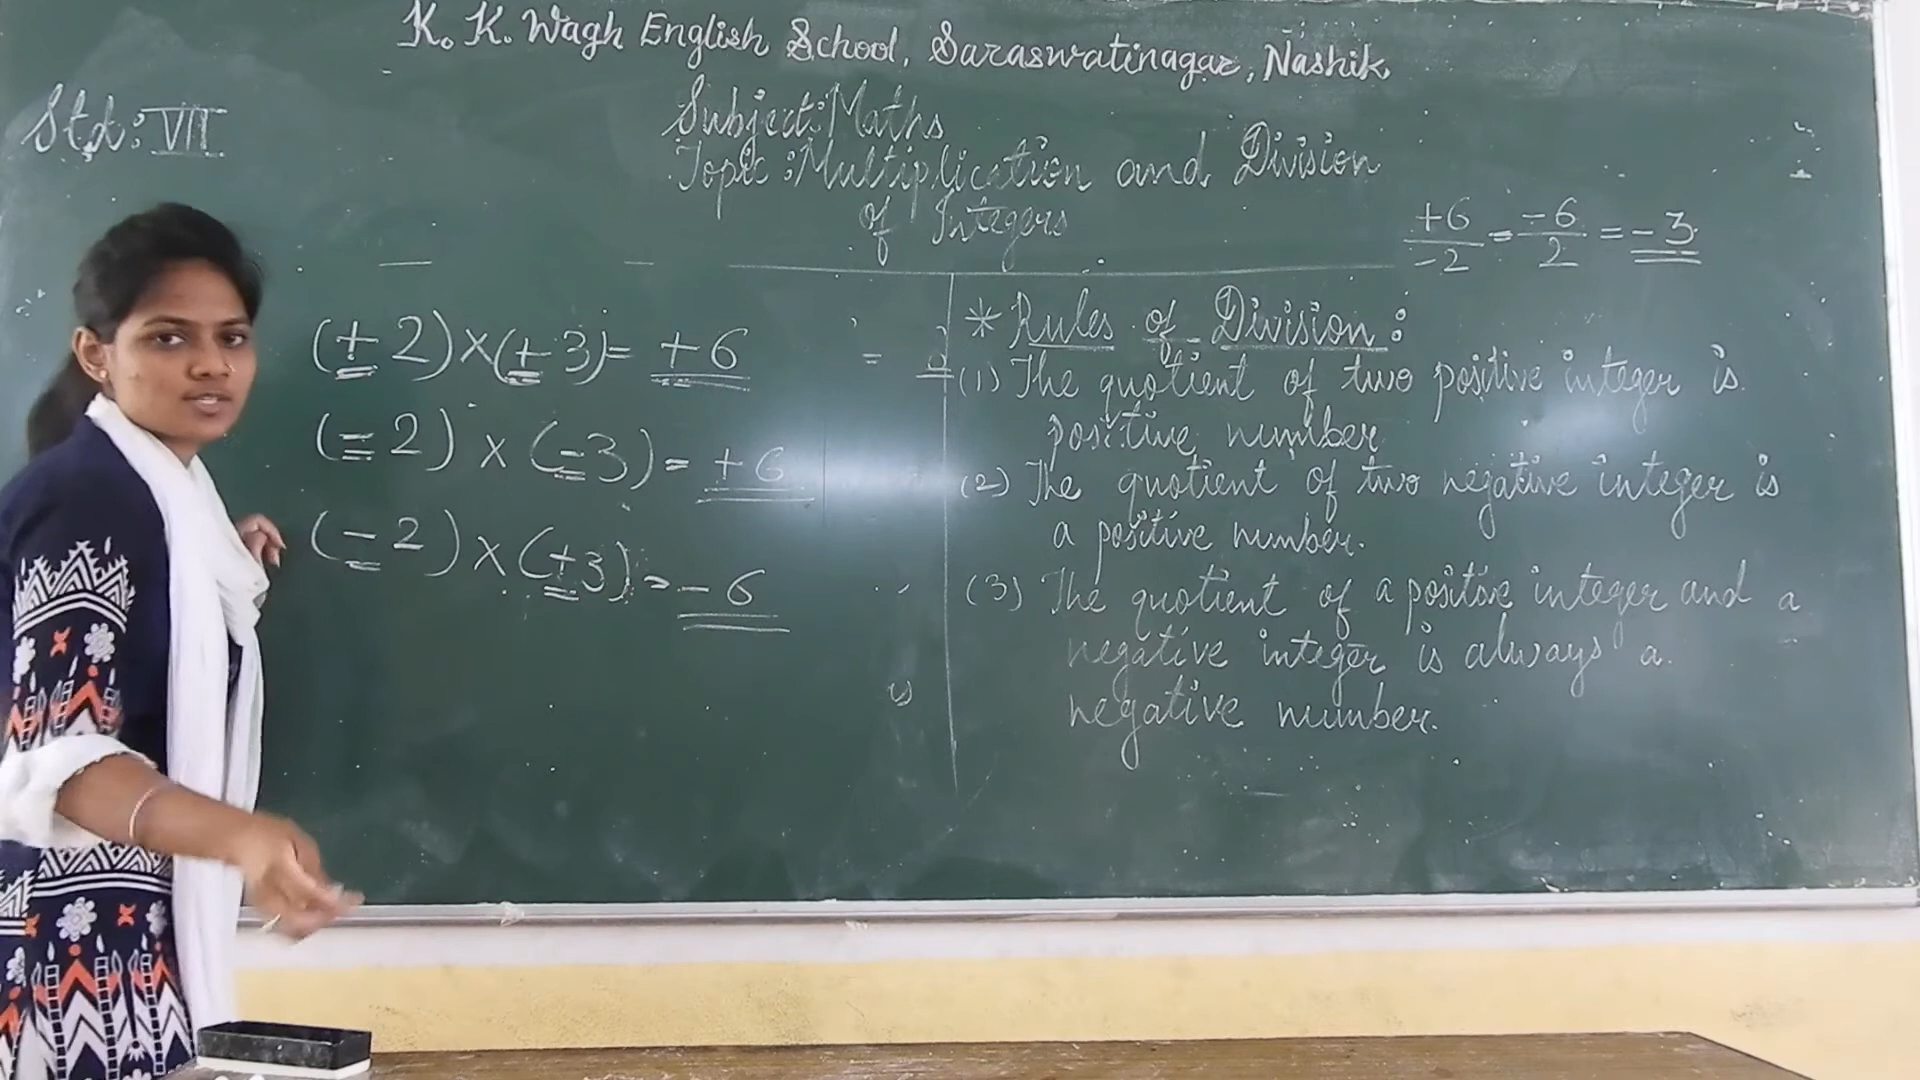 K. K. Wagh English School, Saraswatinagar, Nashik
Std: VII
Subject: Maths
Topic: Multiplication and Division
of Integers
+6/-2 = -6/2 = -3
(+2)×(+3)= +6
(-2) × (-3) = +6
(-2) × (+3) = -6
* Rules of Division:
(1) The quotient of two positive integer is
positive number
(2) The quotient of two negative integer is
a positive number.
(3) The quotient of a positive integer and a
negative integer is always a
negative number.